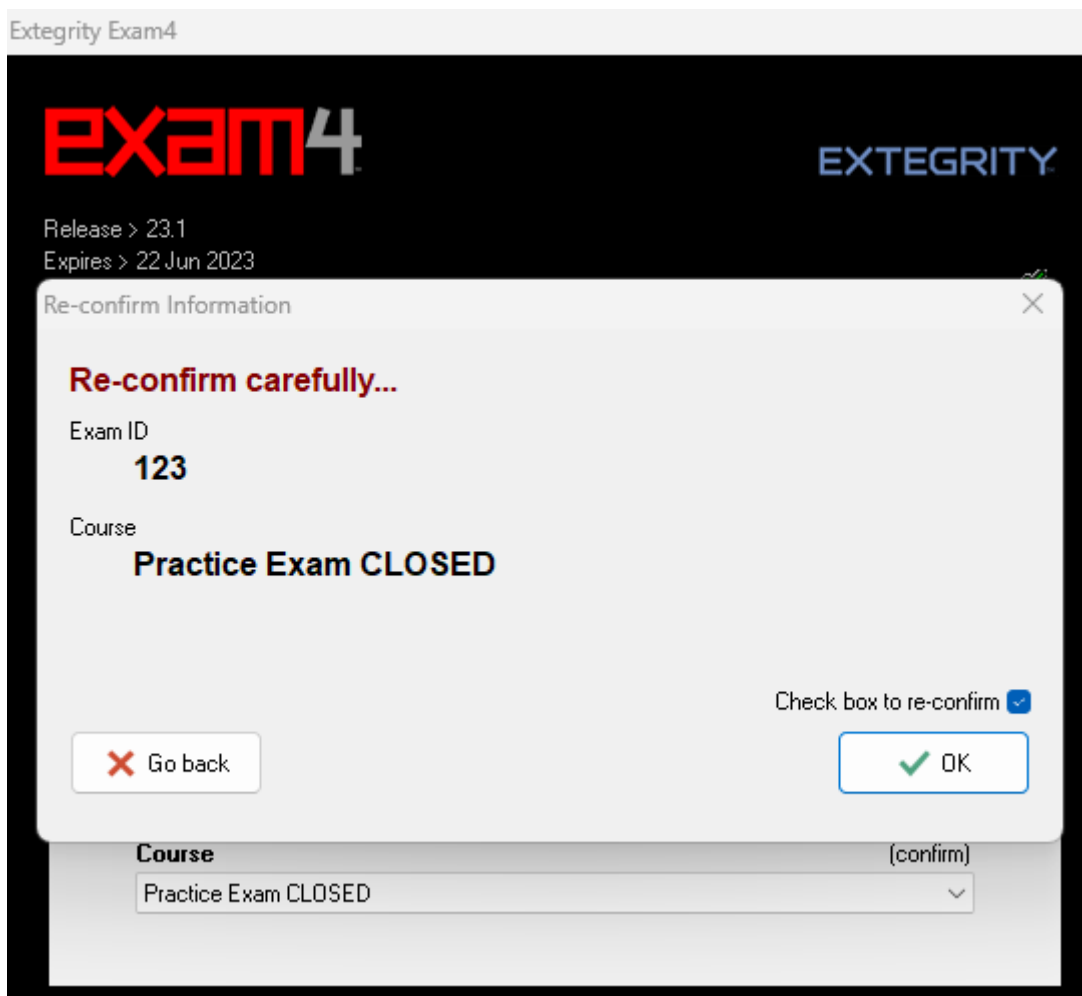 Extegrity Exam4
exam4
EXTEGRITY
Release > 23.1
Expires > 22 Jun 2023
Re-confirm Information
Re-confirm carefully...
Exam ID
123
Course
Practice Exam CLOSED
Check box to re-confirm
Go back
OK
Course (confirm)
Practice Exam CLOSED